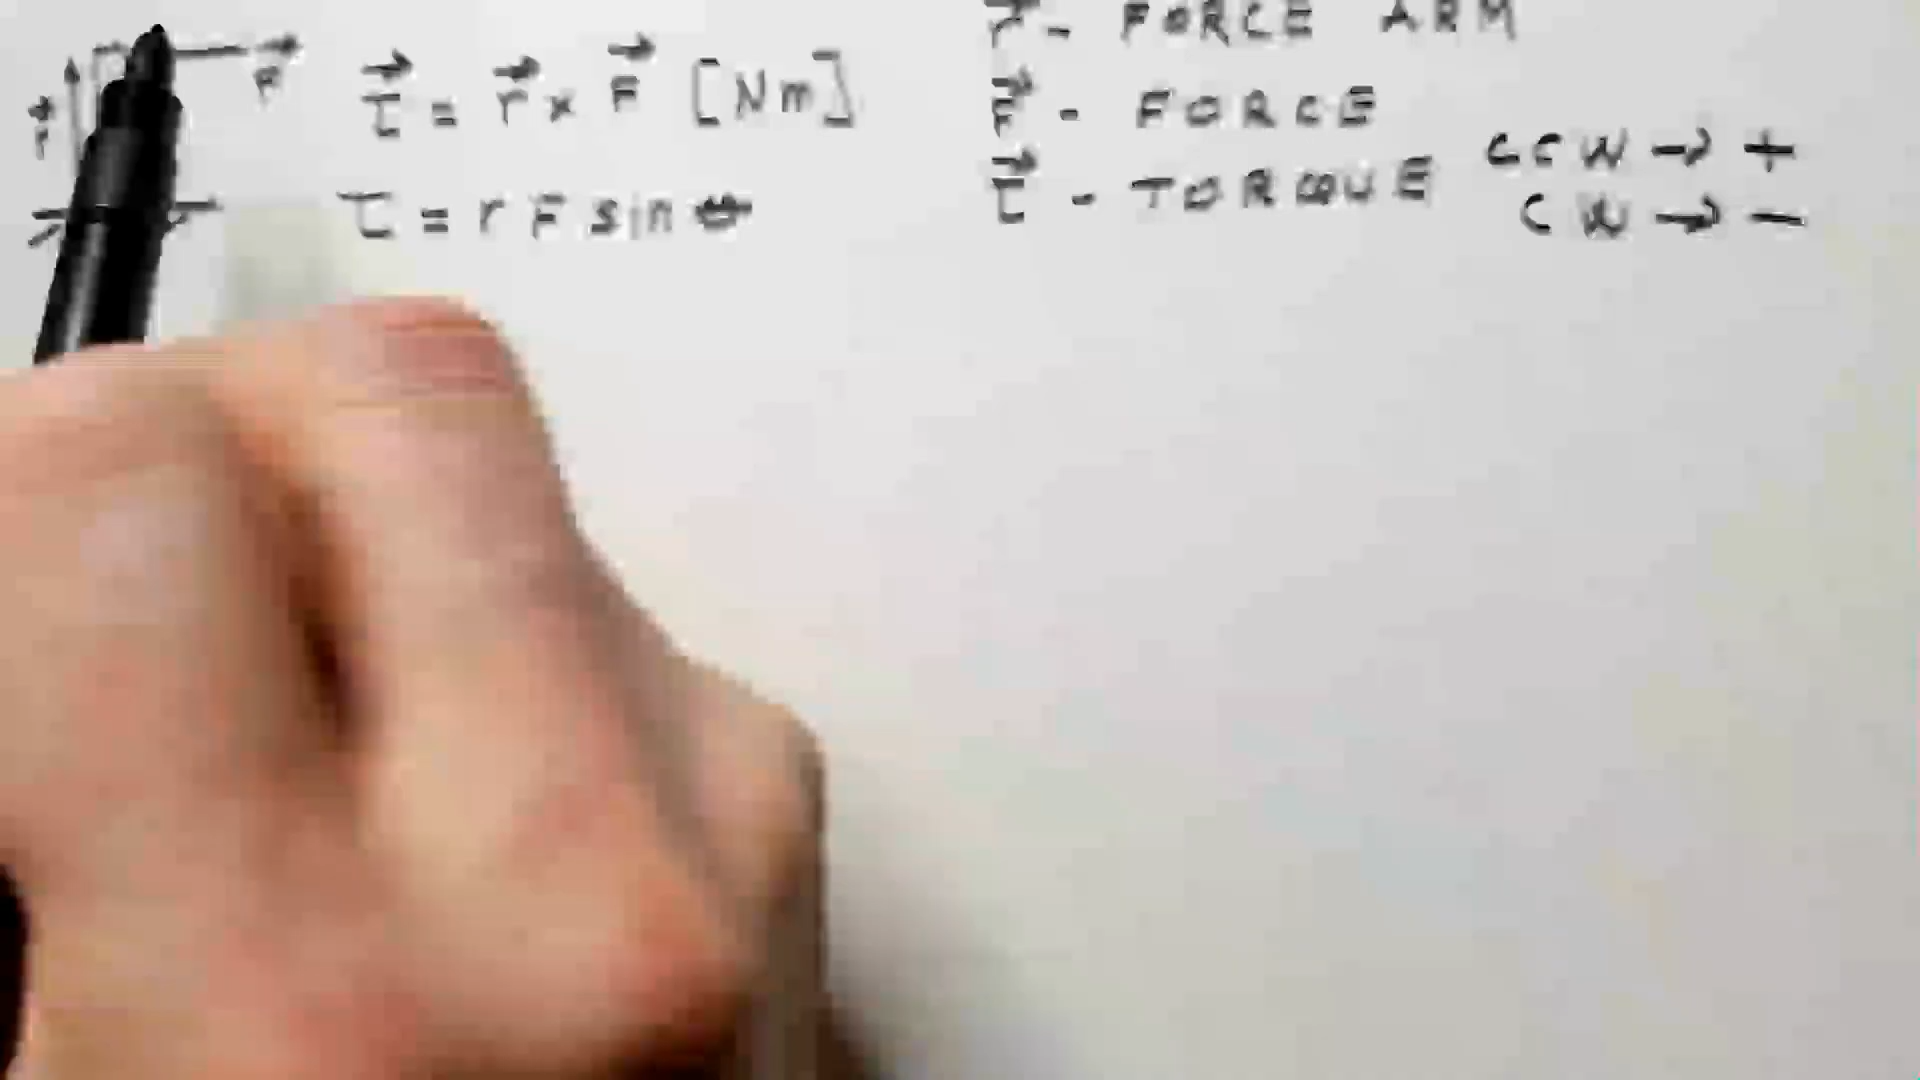 r⃗ - FORCE ARM
F⃗
τ⃗ = r⃗ × F⃗ [Nm]
F⃗ - FORCE
r⃗
τ⃗ - TORQUE CCW → +
τ = r F sin θ
CW → −